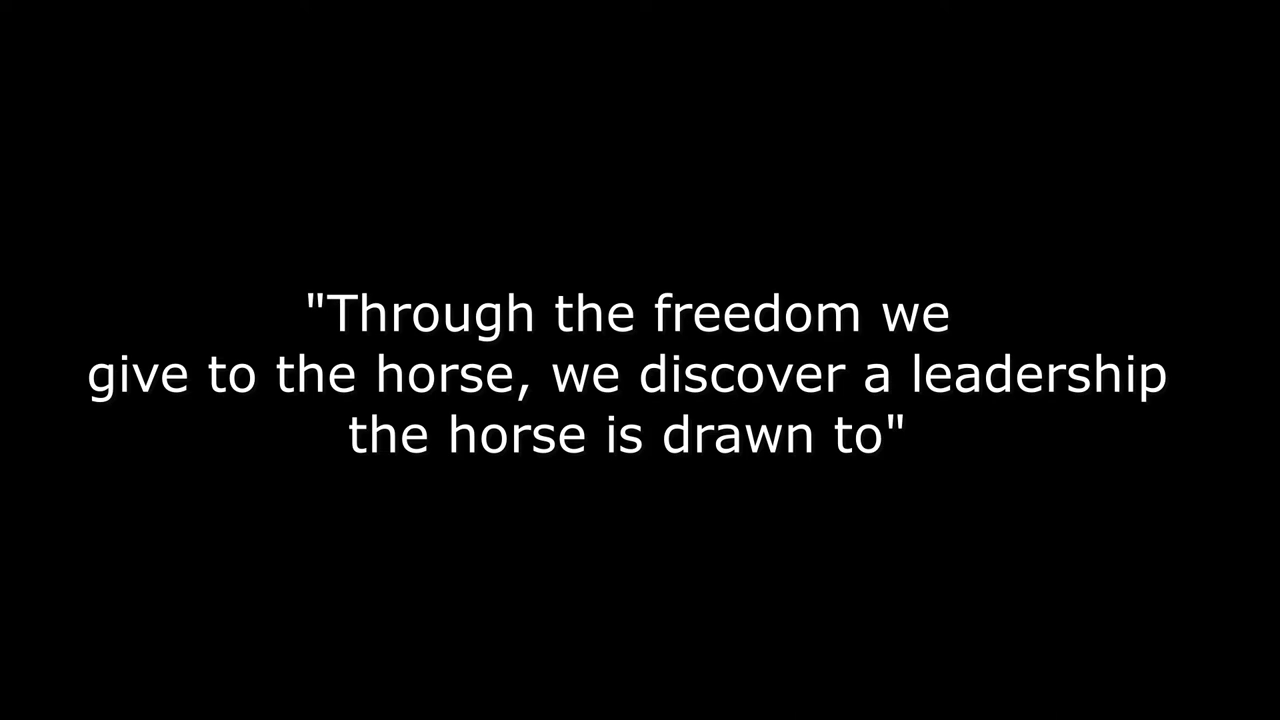 "Through the freedom we
give to the horse, we discover a leadership
the horse is drawn to"